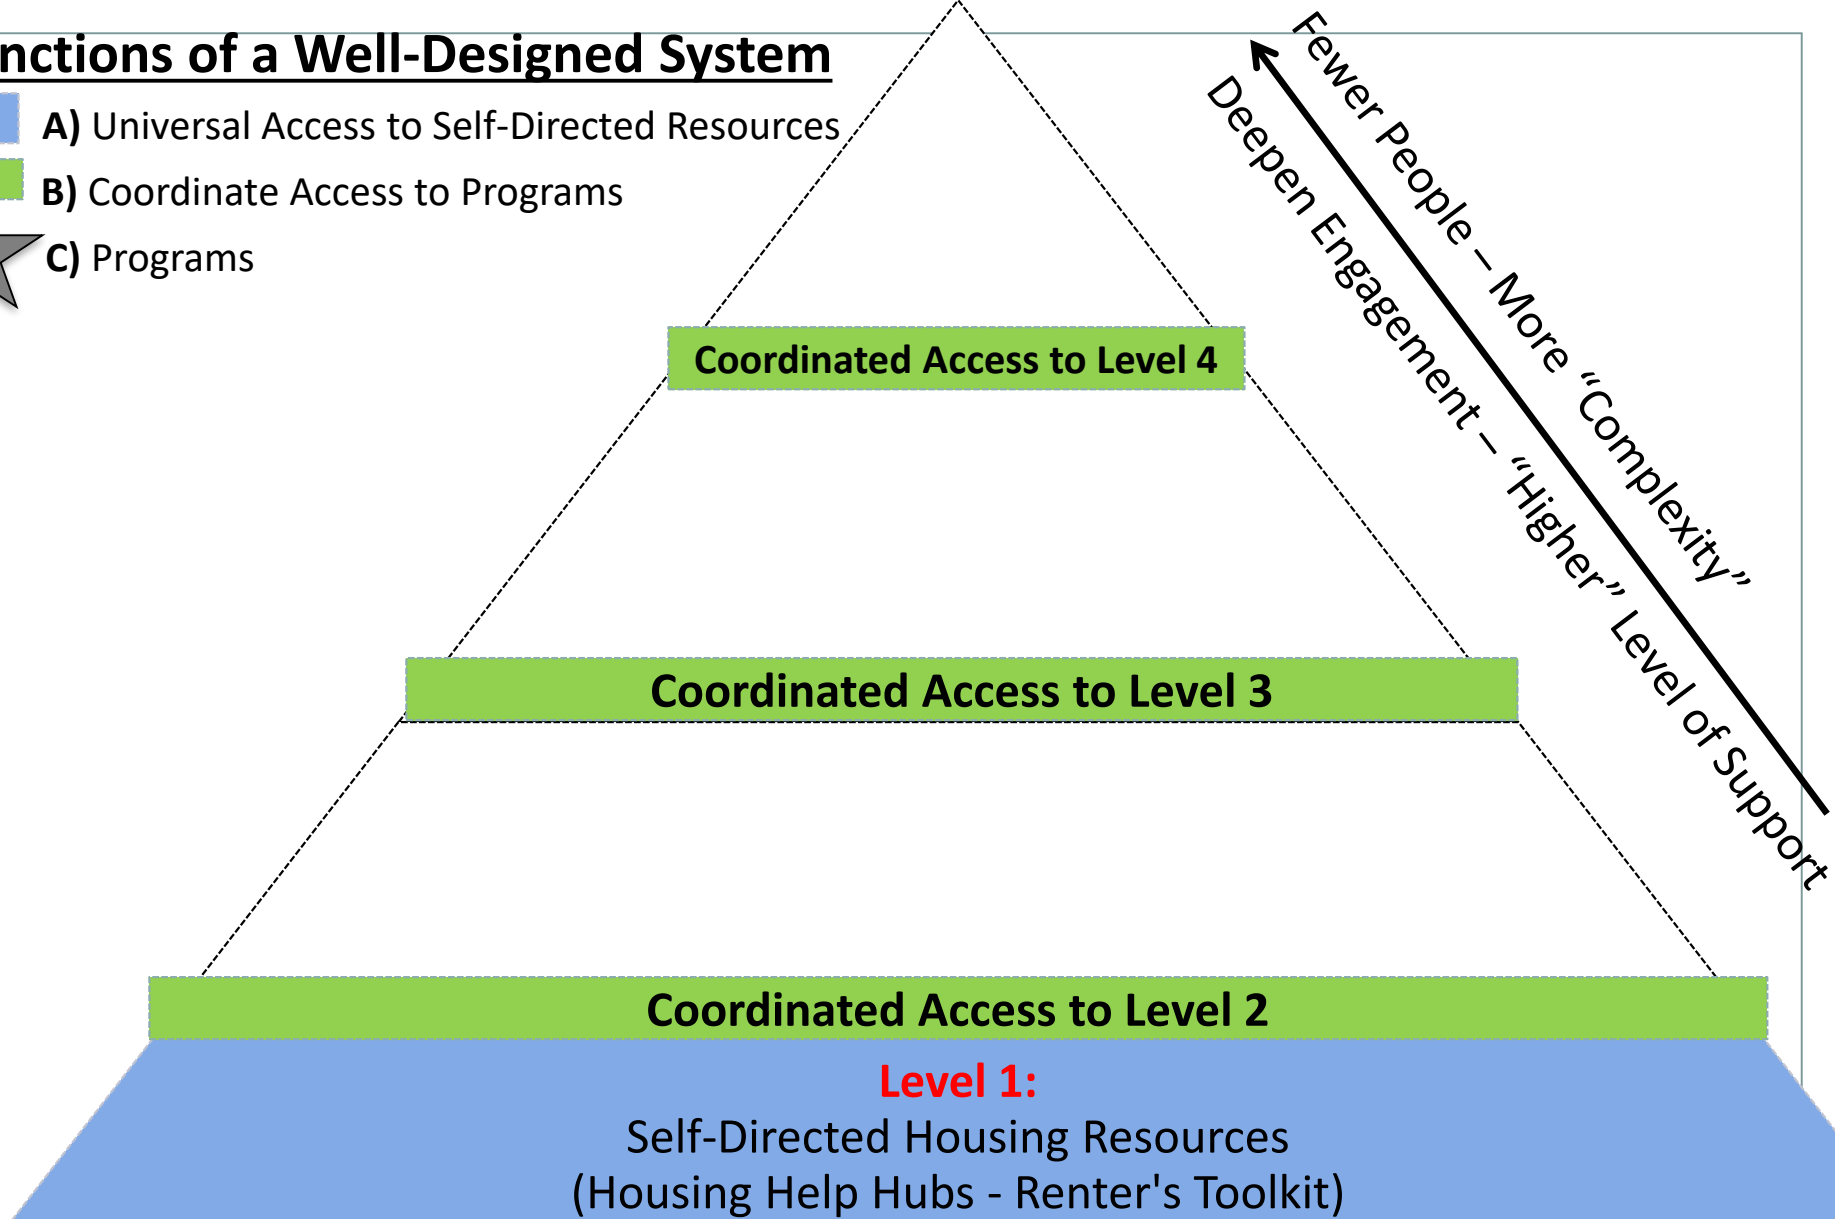 nctions of a Well-Designed System
A) Universal Access to Self-Directed Resources
B) Coordinate Access to Programs
C) Programs
Fewer People – More “Complexity”
Deepen Engagement – “Higher” Level of Support
Coordinated Access to Level 4
Coordinated Access to Level 3
Coordinated Access to Level 2
Level 1:
Self-Directed Housing Resources
(Housing Help Hubs - Renter's Toolkit)